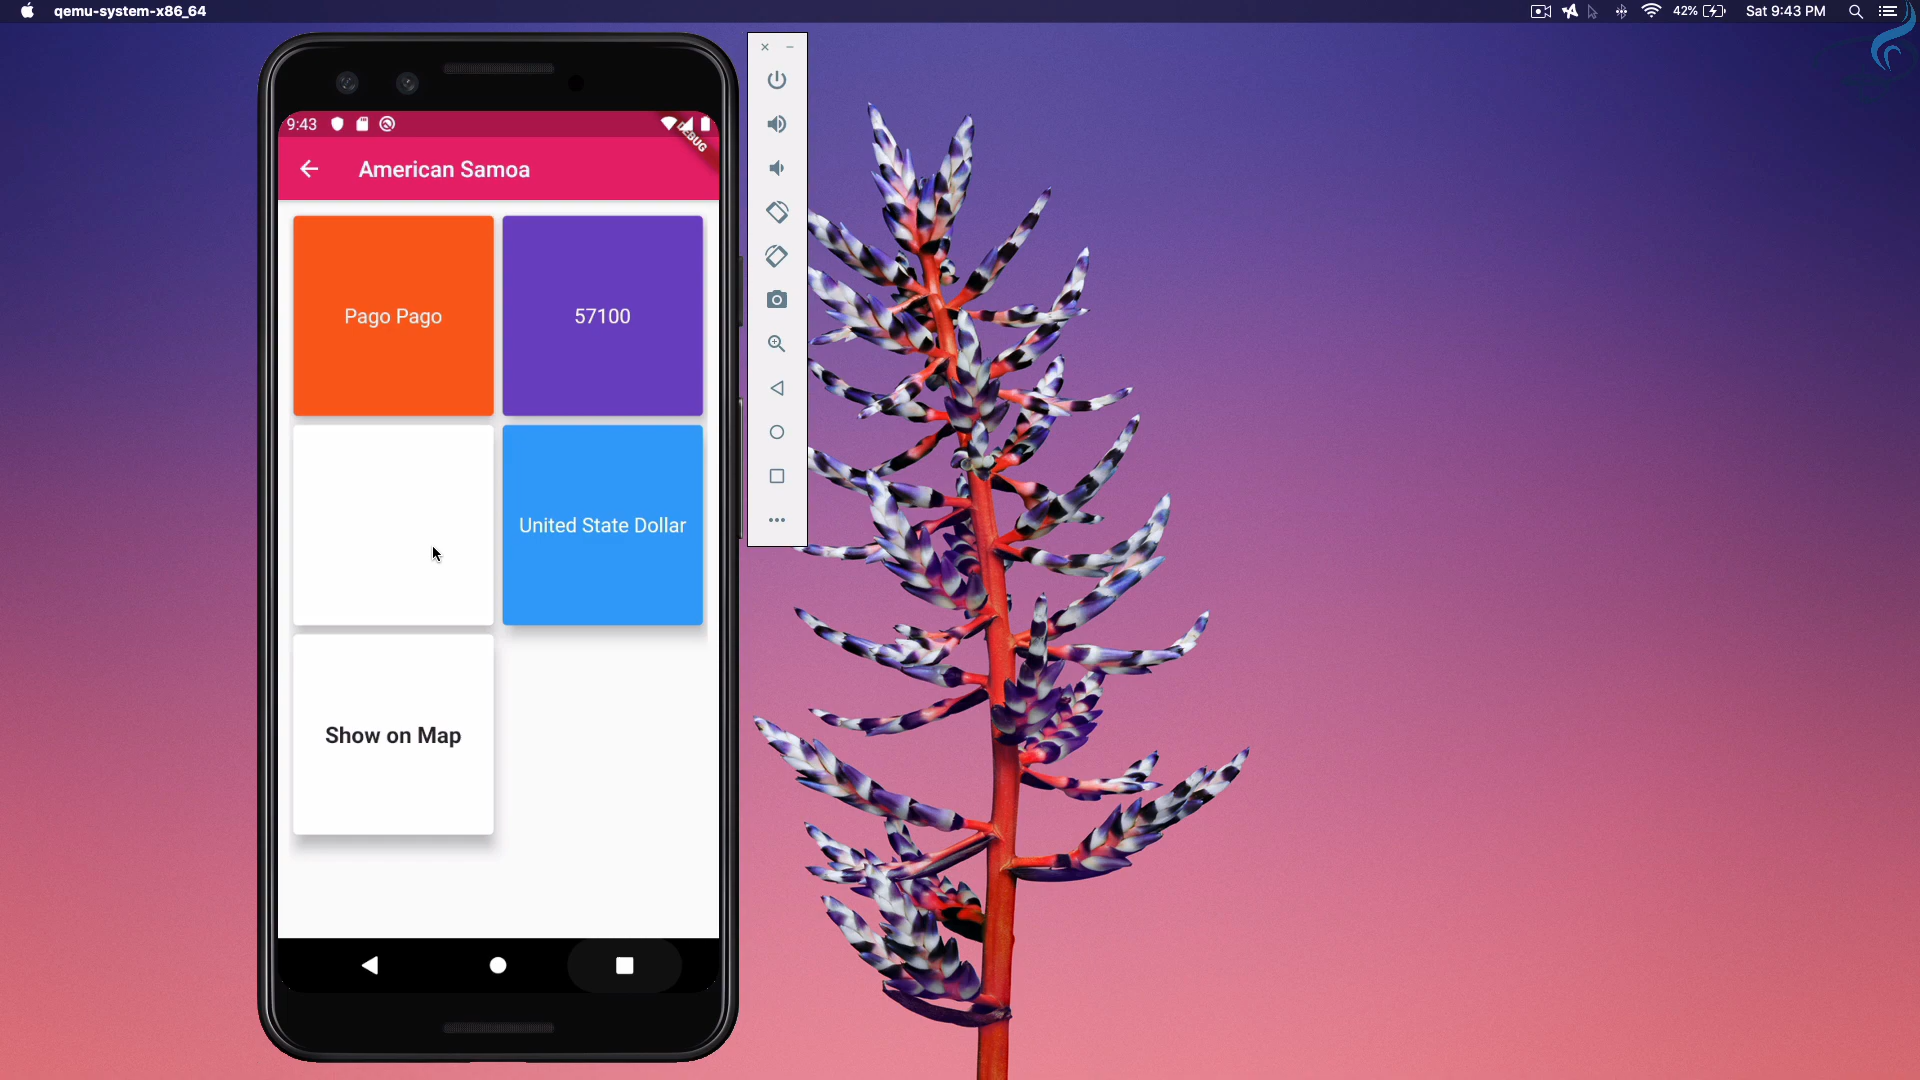 qemu-system-x86_64
42%
Sat 9:43 PM
9:43
DEBUG
American Samoa
Pago Pago
57100
United State Dollar
Show on Map